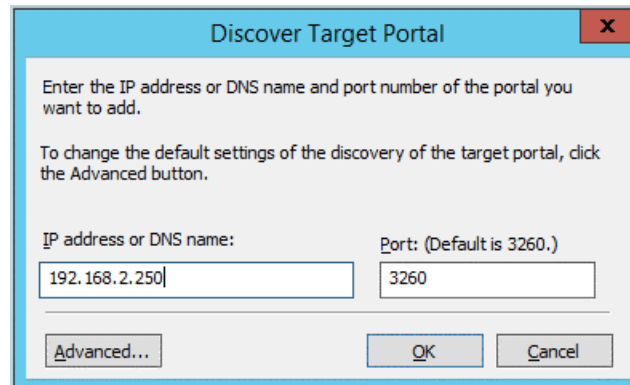 Discover Target Portal
x
Enter the IP address or DNS name and port number of the portal you
want to add.
To change the default settings of the discovery of the target portal, click
the Advanced button.
IP address or DNS name:
Port: (Default is 3260.)
192.168.2.250
3260
Advanced...
OK
Cancel